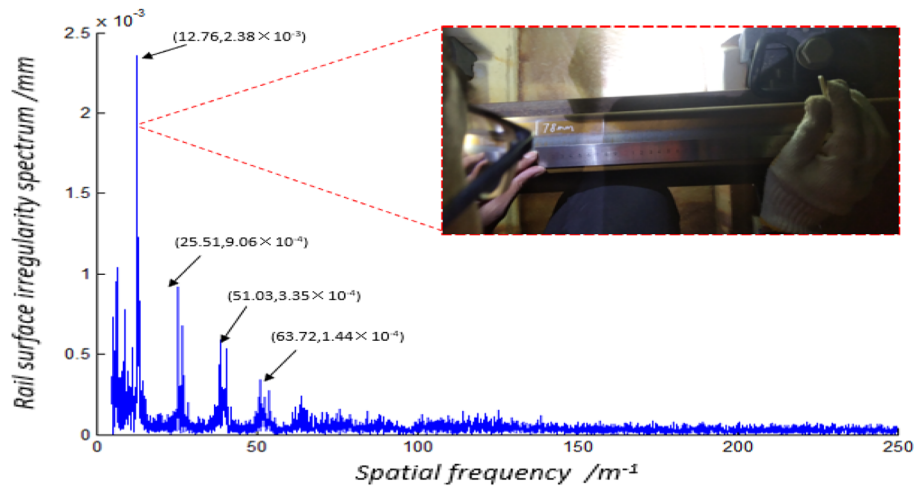 × 10⁻³
2.5
2
1.5
1
0.5
0
Rail surface irregularity spectrum /mm
(12.76,2.38 × 10⁻³)
(25.51,9.06 × 10⁻⁴)
(51.03,3.35 × 10⁻⁴)
(63.72,1.44 × 10⁻⁴)
78mm
0 50 100 150 200 250
Spatial frequency /m⁻¹